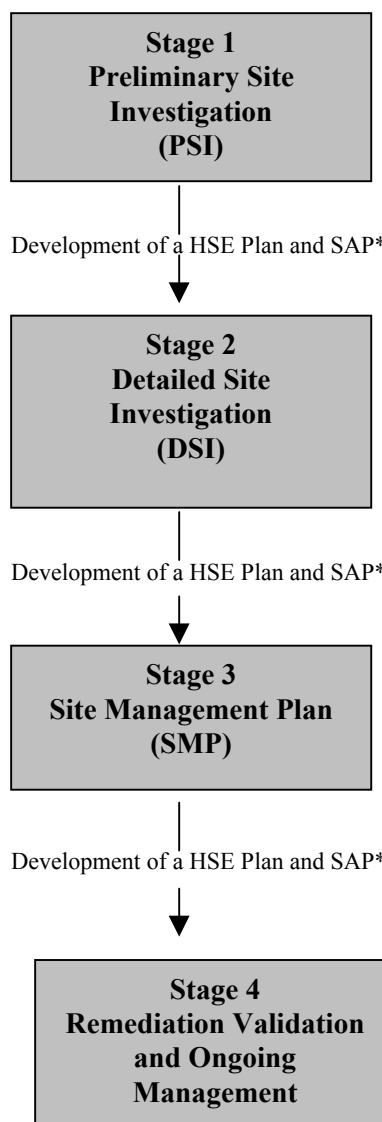 Stage 1
Preliminary Site
Investigation
(PSI)
Development of a HSE Plan and SAP*
Stage 2
Detailed Site
Investigation
(DSI)
Development of a HSE Plan and SAP*
Stage 3
Site Management Plan
(SMP)
Development of a HSE Plan and SAP*
Stage 4
Remediation Validation
and Ongoing
Management